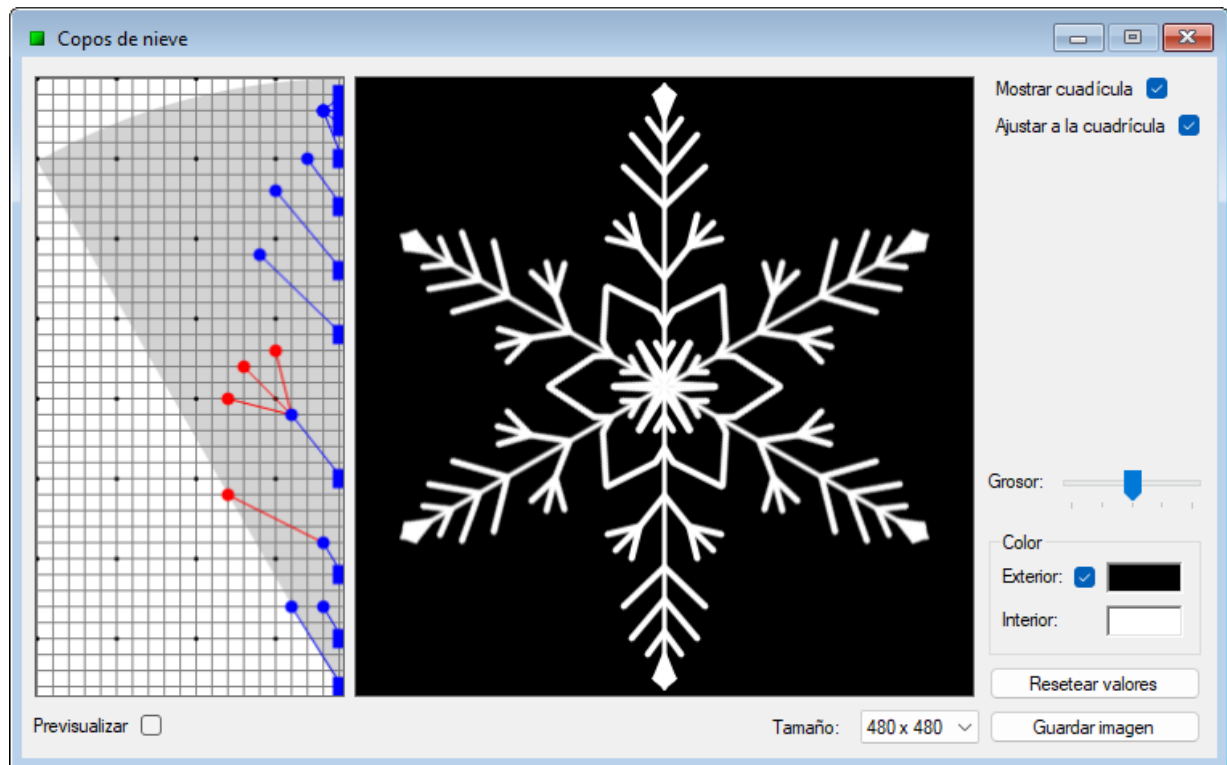 Copos de nieve
Mostrar cuadícula
Ajustar a la cuadrícula
Grosor:
Color
Exterior:
Interior:
Resetear valores
Previsualizar
Tamaño: 480 x 480
Guardar imagen